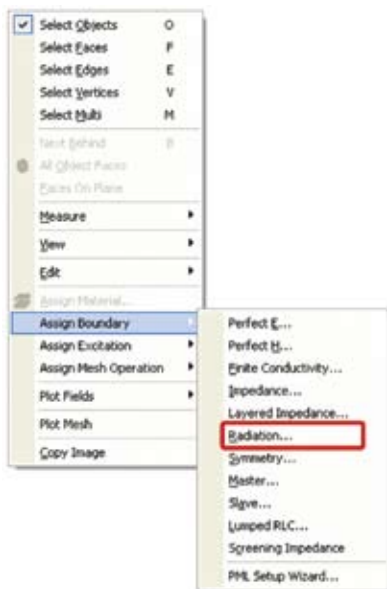 Select Objects O
Select Faces F
Select Edges E
Select Vertices V
Select Multi M
Next Behind B
All Object Faces
Faces On Plane
Measure
View
Edit
Assign Material...
Assign Boundary
Assign Excitation
Assign Mesh Operation
Plot Fields
Plot Mesh
Copy Image
Perfect E...
Perfect H...
Finite Conductivity...
Impedance...
Layered Impedance...
Radiation...
Symmetry...
Master...
Slave...
Lumped RLC...
Screening Impedance
PML Setup Wizard...